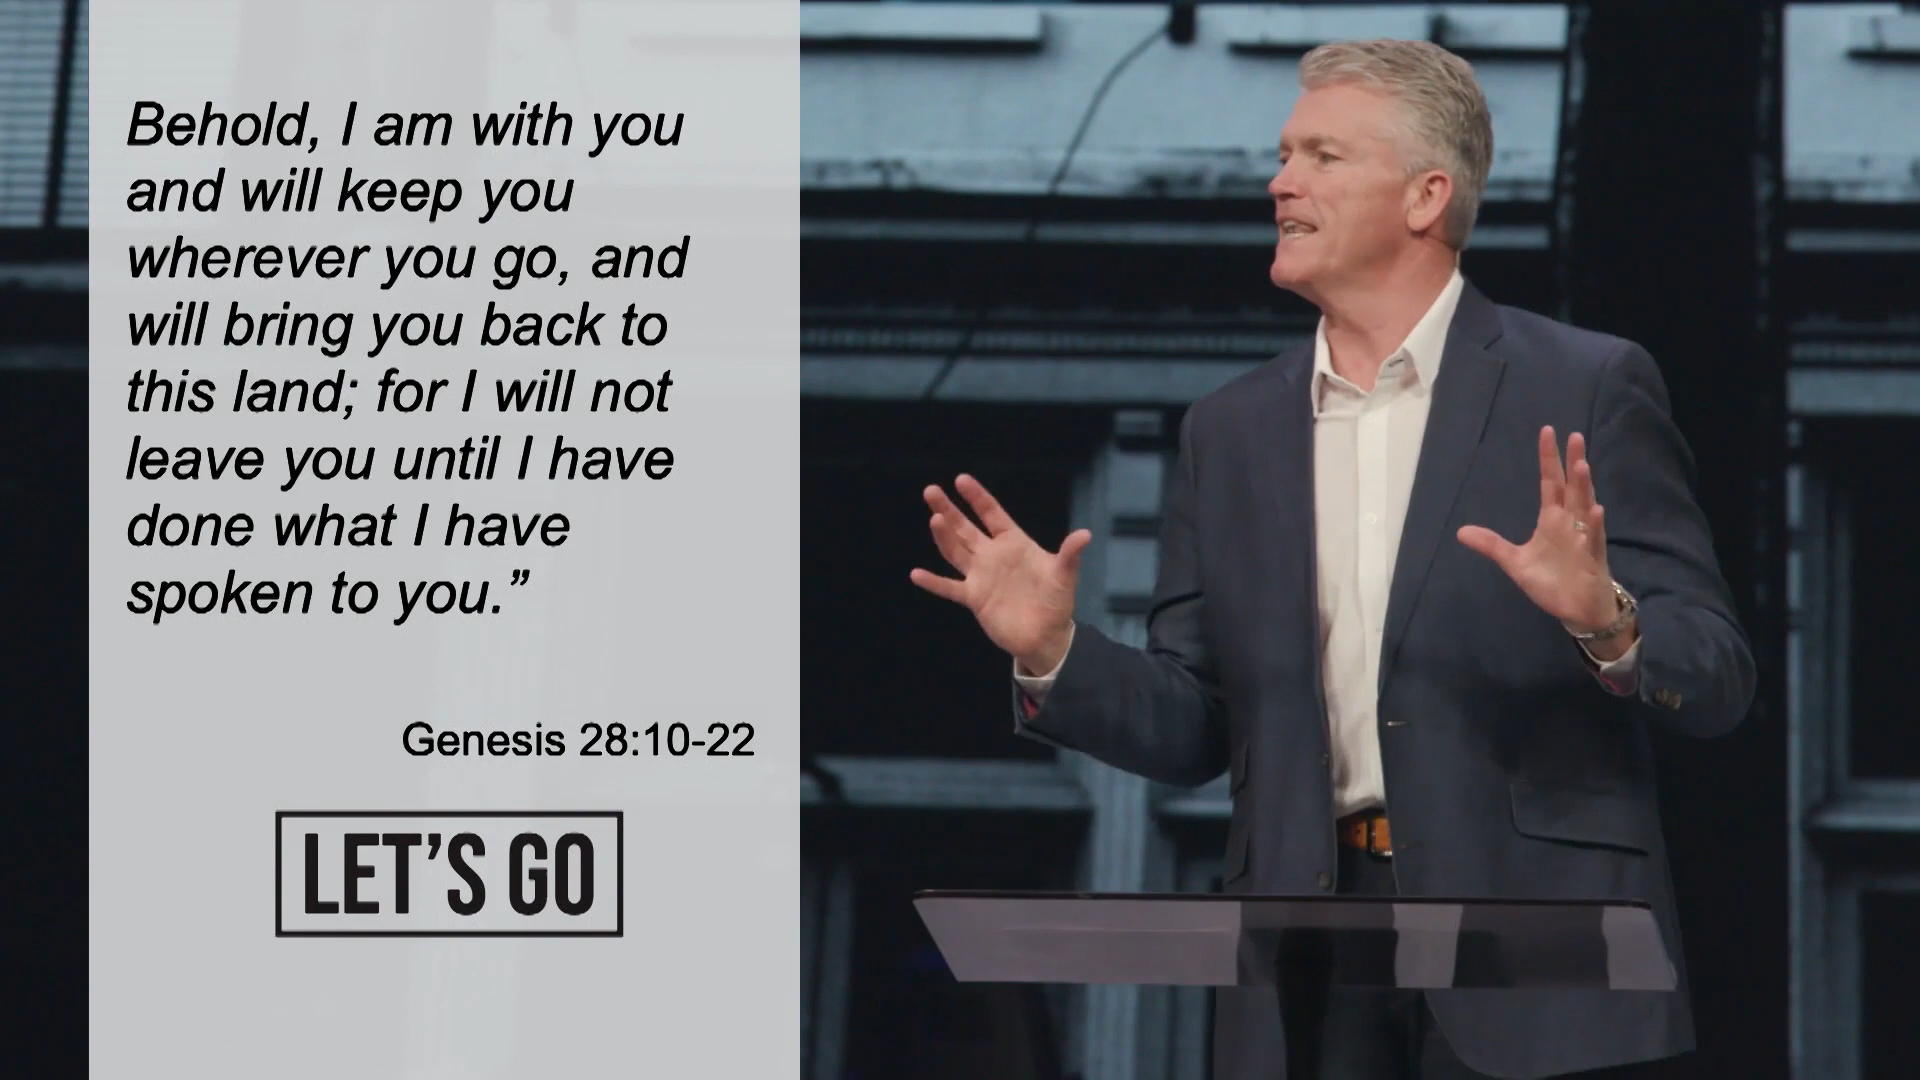 Behold, I am with you
and will keep you
wherever you go, and
will bring you back to
this land; for I will not
leave you until I have
done what I have
spoken to you.”
Genesis 28:10-22
LET’S GO